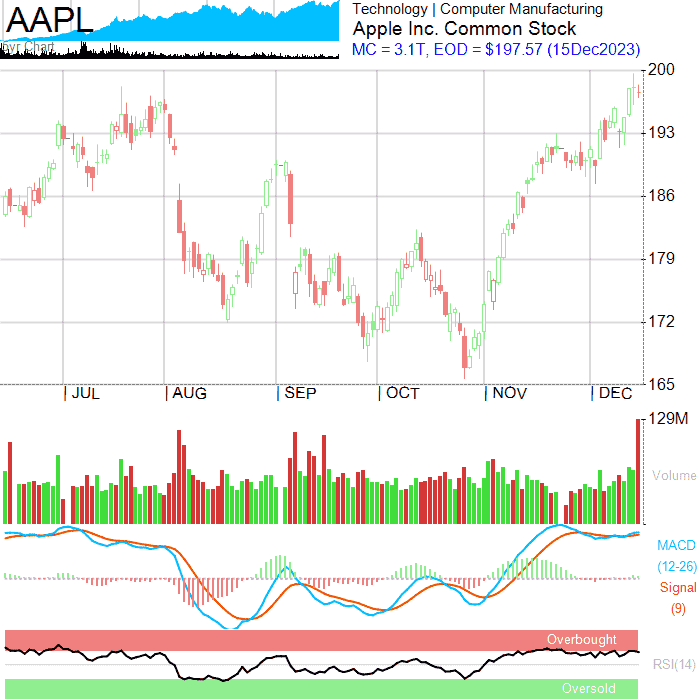 AAPL
5yr Chart
Technology | Computer Manufacturing
Apple Inc. Common Stock
MC = 3.1T, EOD = $197.57 (15Dec2023)
200
193
186
179
172
165
| JUL | AUG | SEP | OCT | NOV | DEC
129M
Volume
MACD
(12-26)
Signal
(9)
Overbought
RSI(14)
Oversold